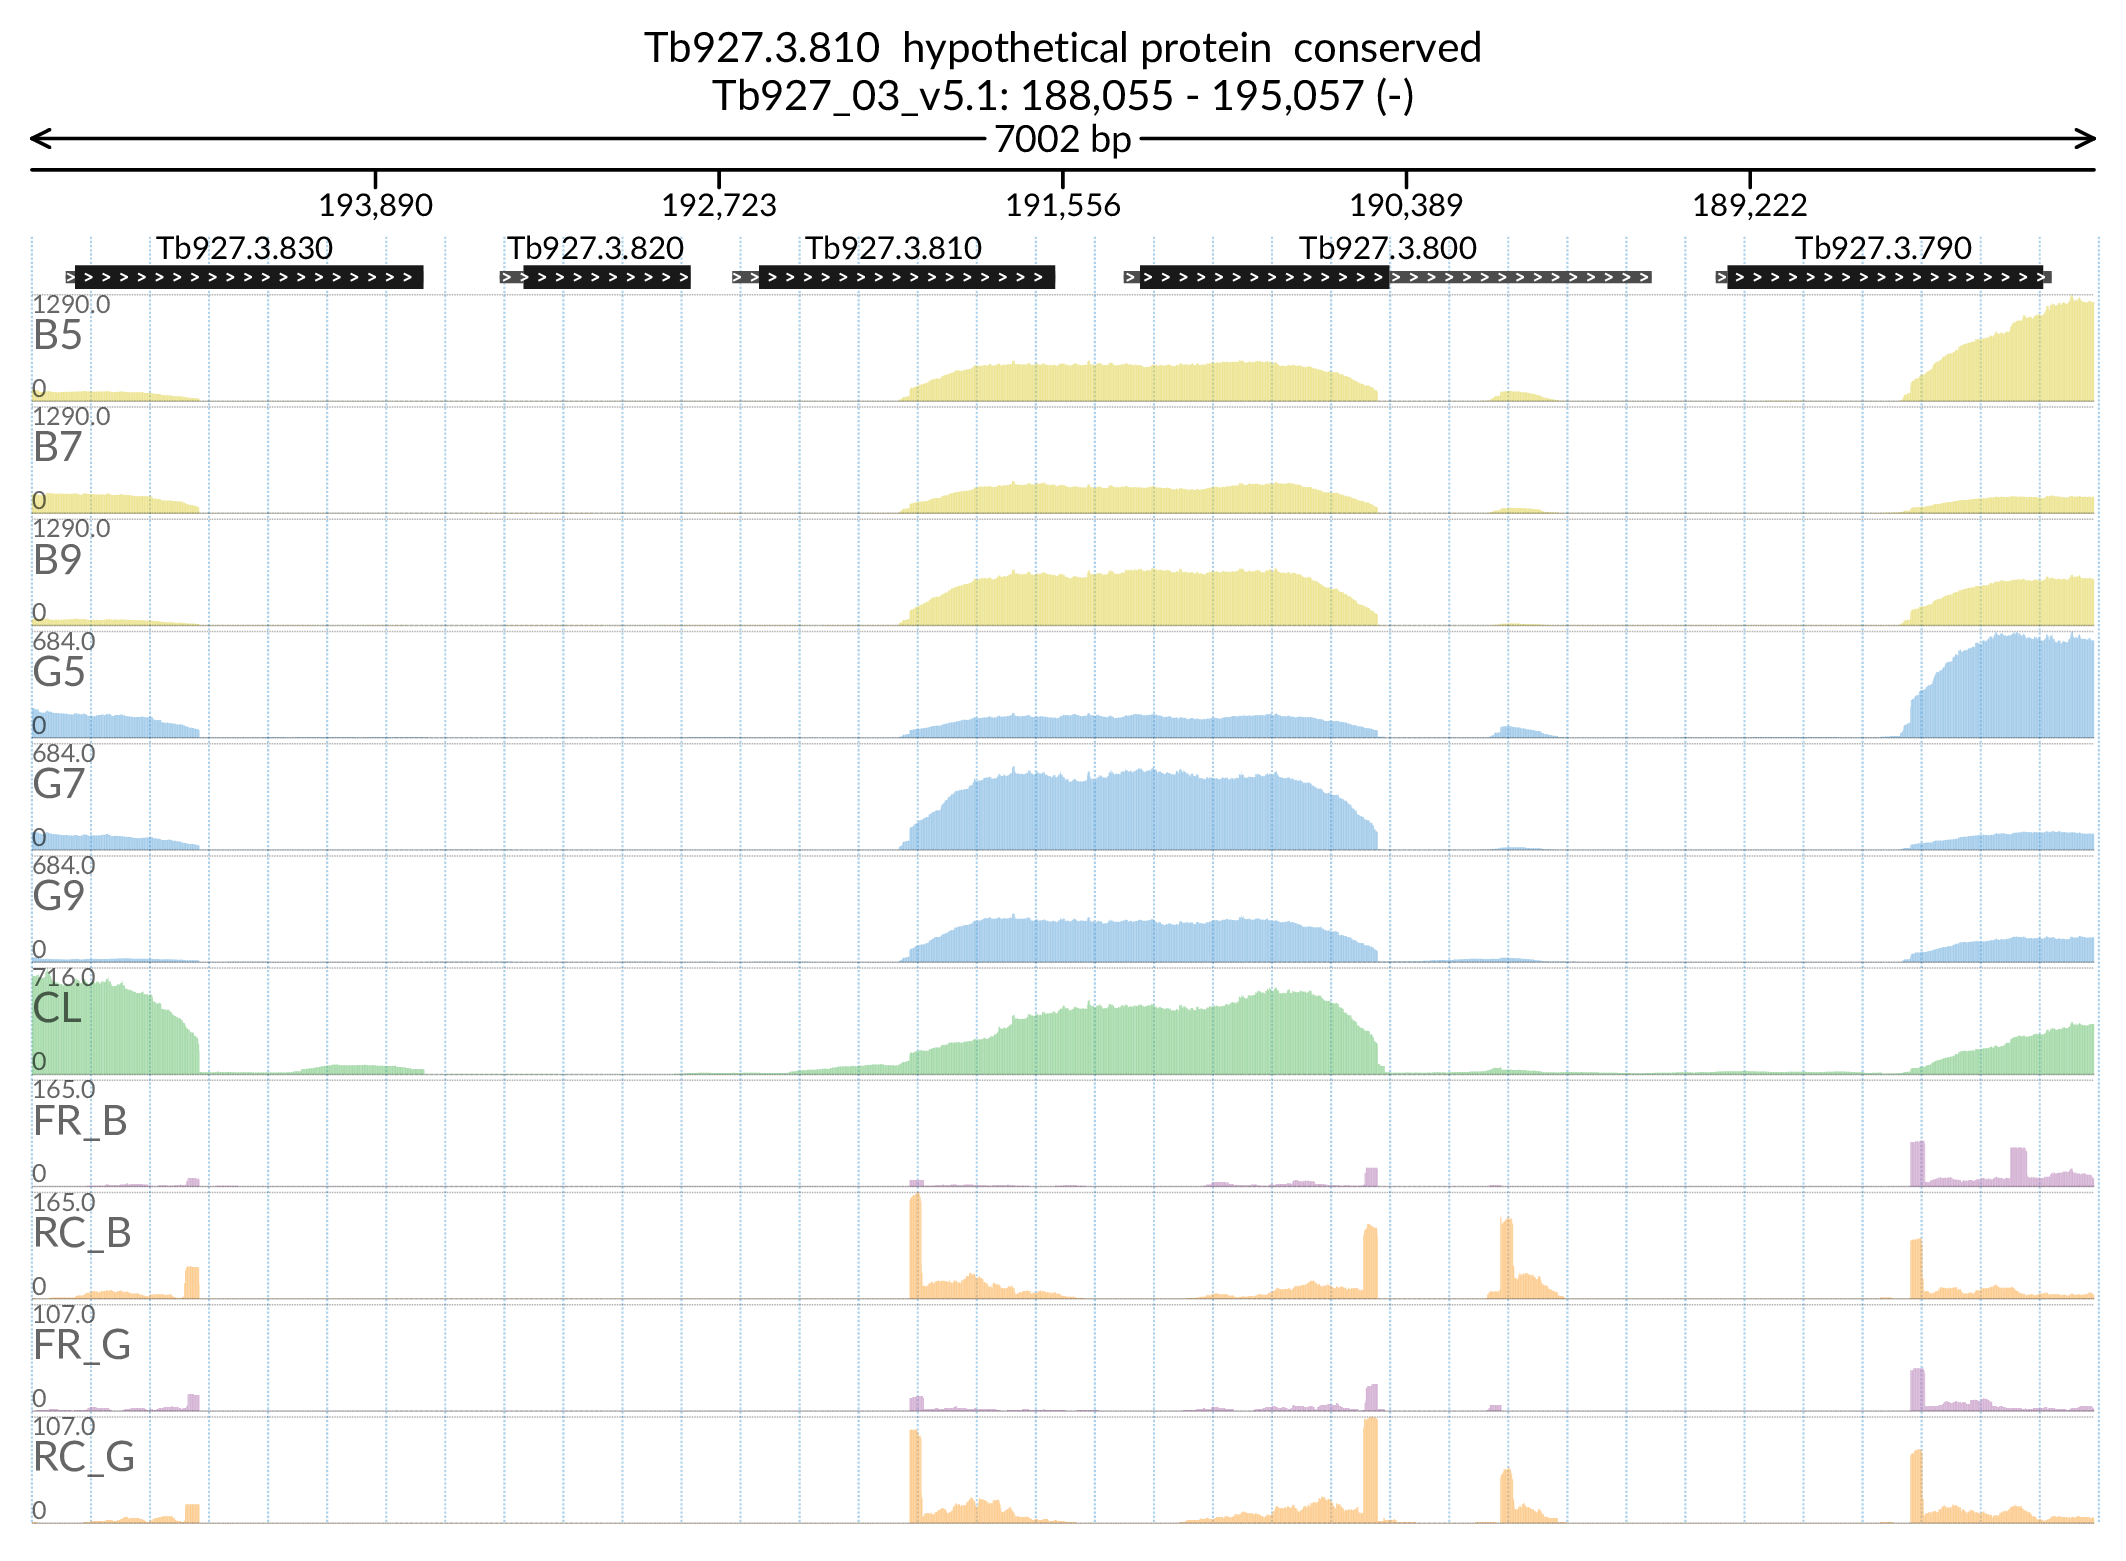 Tb927.3.810 hypothetical protein conserved
Tb927_03_v5.1: 188,055 - 195,057 (-)
7002 bp
193,890 192,723 191,556 190,389 189,222
Tb927.3.830 Tb927.3.820 Tb927.3.810 Tb927.3.800 Tb927.3.790
1290.0
B5
0
1290.0
B7
0
1290.0
B9
0
684.0
G5
0
684.0
G7
0
684.0
G9
0
716.0
CL
0
165.0
FR_B
0
165.0
RC_B
0
107.0
FR_G
0
107.0
RC_G
0